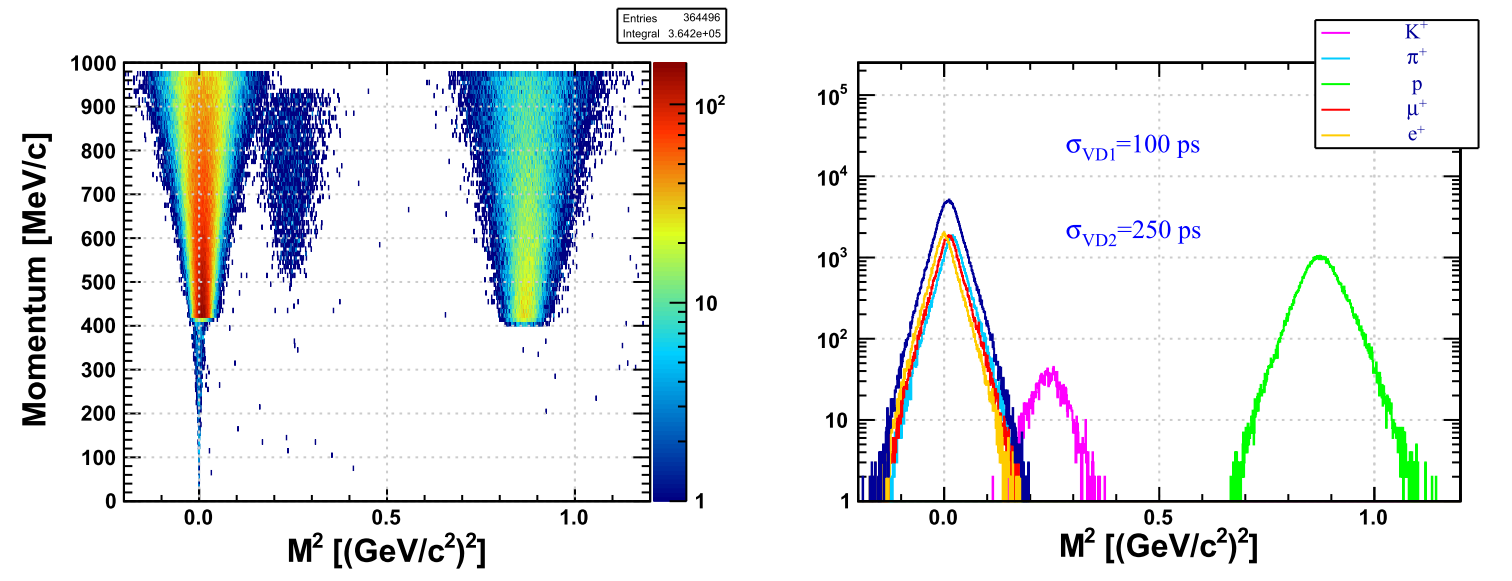 Entries 364496
Integral 3.642e+05
1000
900
800
700
600
500
400
300
200
100
0
Momentum [MeV/c]
0.0 0.5 1.0
M² [(GeV/c²)²]
10²
10
1
K⁺
π⁺
p
μ⁺
e⁺
σVD1=100 ps
σVD2=250 ps
10⁵
10⁴
10³
10²
10
1
0.0 0.5 1.0
M² [(GeV/c²)²]